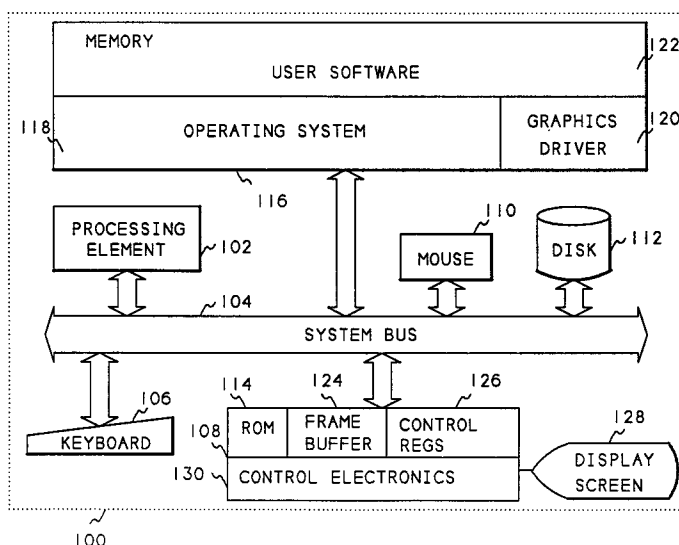 MEMORY
122
USER SOFTWARE
118
OPERATING SYSTEM
GRAPHICS
DRIVER
120
116
PROCESSING
ELEMENT
102
110
MOUSE
DISK
112
104
SYSTEM BUS
106
KEYBOARD
114
124
126
128
108
ROM
FRAME
BUFFER
CONTROL
REGS
130
CONTROL ELECTRONICS
DISPLAY
SCREEN
100